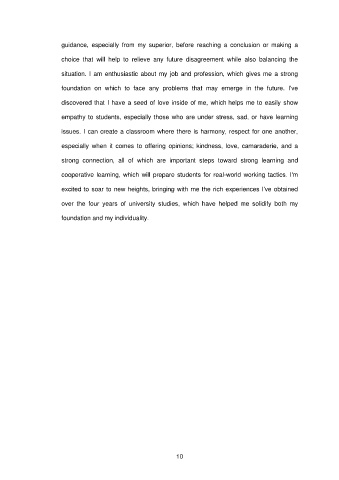 guidance, especially from my superior, before reaching a conclusion or making a
choice that will help to relieve any future disagreement while also balancing the
situation. I am enthusiastic about my job and profession, which gives me a strong
foundation on which to face any problems that may emerge in the future. I've
discovered that I have a seed of love inside of me, which helps me to easily show
empathy to students, especially those who are under stress, sad, or have learning
issues. I can create a classroom where there is harmony, respect for one another,
especially when it comes to offering opinions; kindness, love, camaraderie, and a
strong connection, all of which are important steps toward strong learning and
cooperative learning, which will prepare students for real-world working tactics. I'm
excited to soar to new heights, bringing with me the rich experiences I've obtained
over the four years of university studies, which have helped me solidify both my
foundation and my individuality.
10